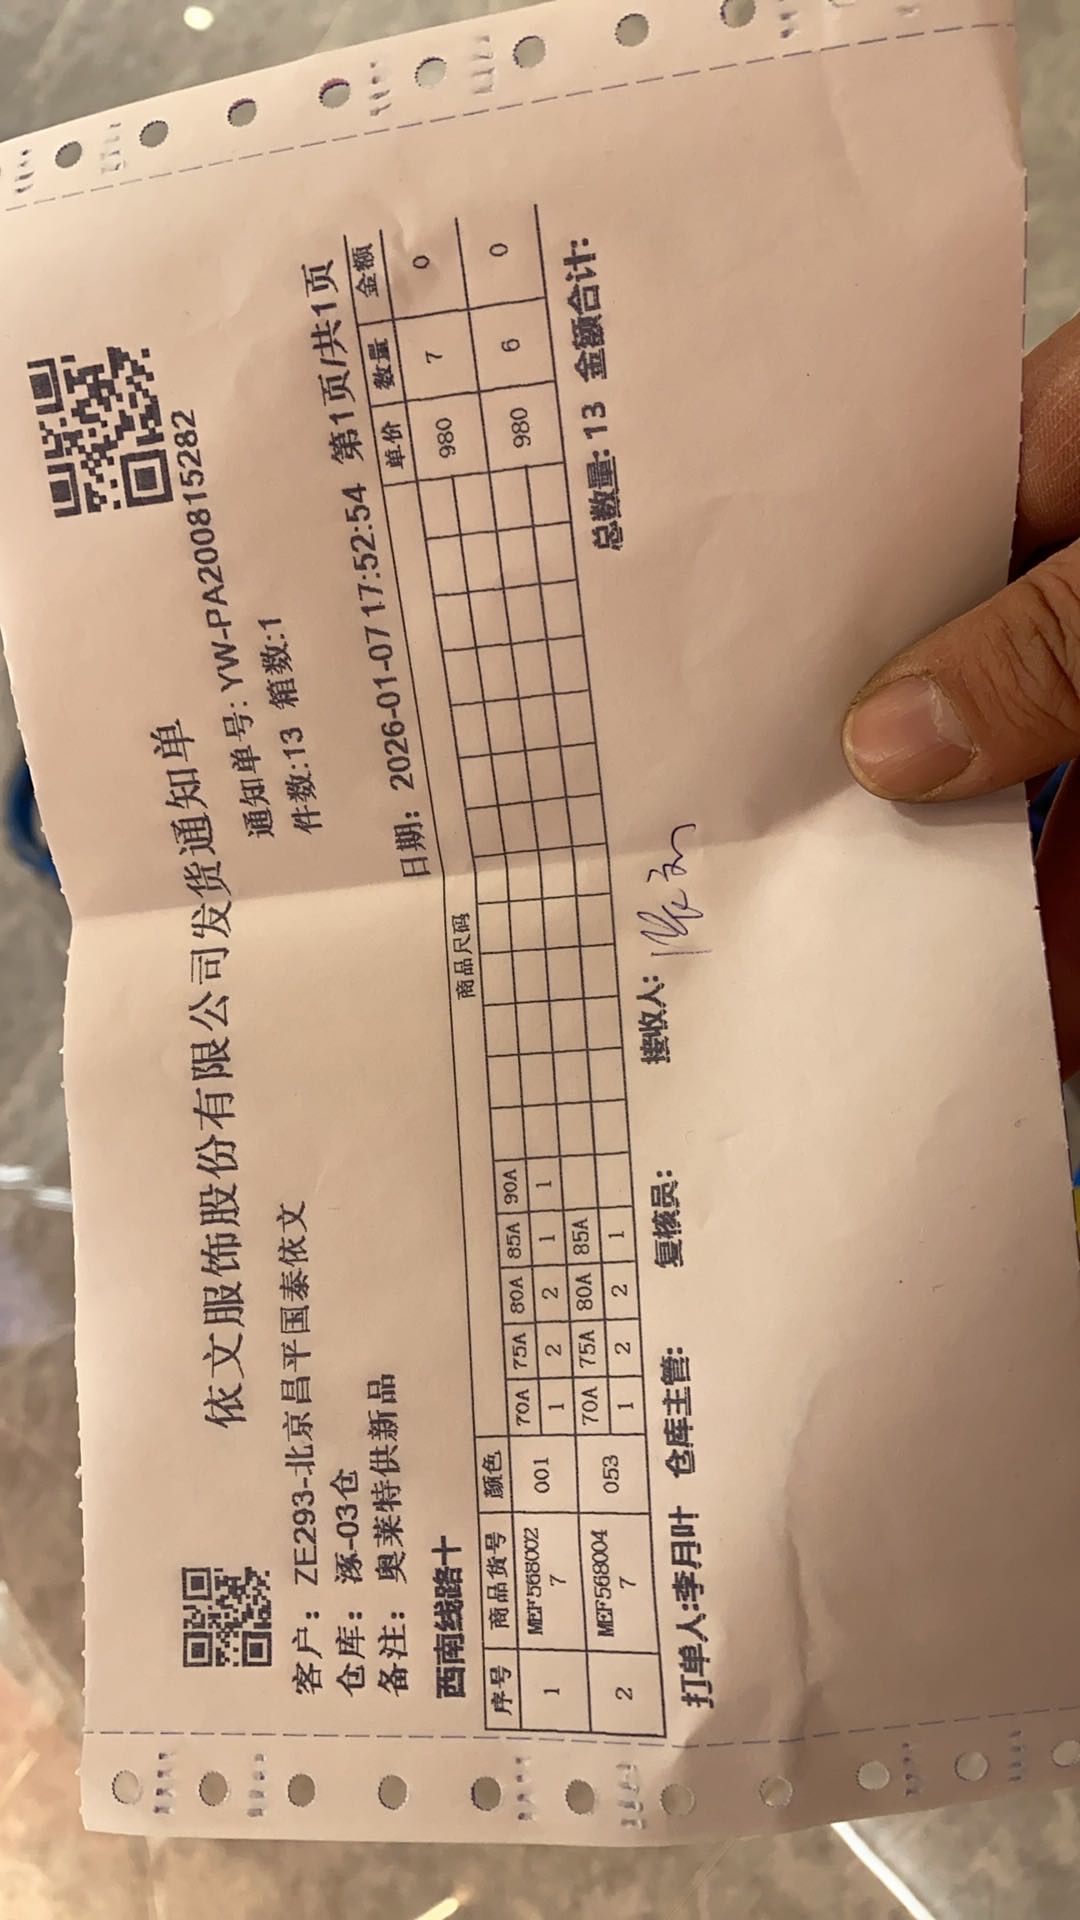 依文服饰股份有限公司发货通知单
通知单号: YW-PA200815282
客户： ZE293-北京昌平国泰依文
件数:13 箱数:1
仓库： 涿-03仓
备注： 奥莱特供新品
日期： 2026-01-07 17:52:54 第1页/共1页
西南线路十
序号 商品货号 颜色 商品尺码 单价 数量 金额
70A 75A 80A 85A 90A
1 MEF5680027 001 1 2 2 1 1 980 7 0
70A 75A 80A 85A
2 MEF5680047 053 1 2 2 1 980 6 0
总数量: 13 金额合计:
打单人:李月叶 仓库主管: 复核员: 接收人: